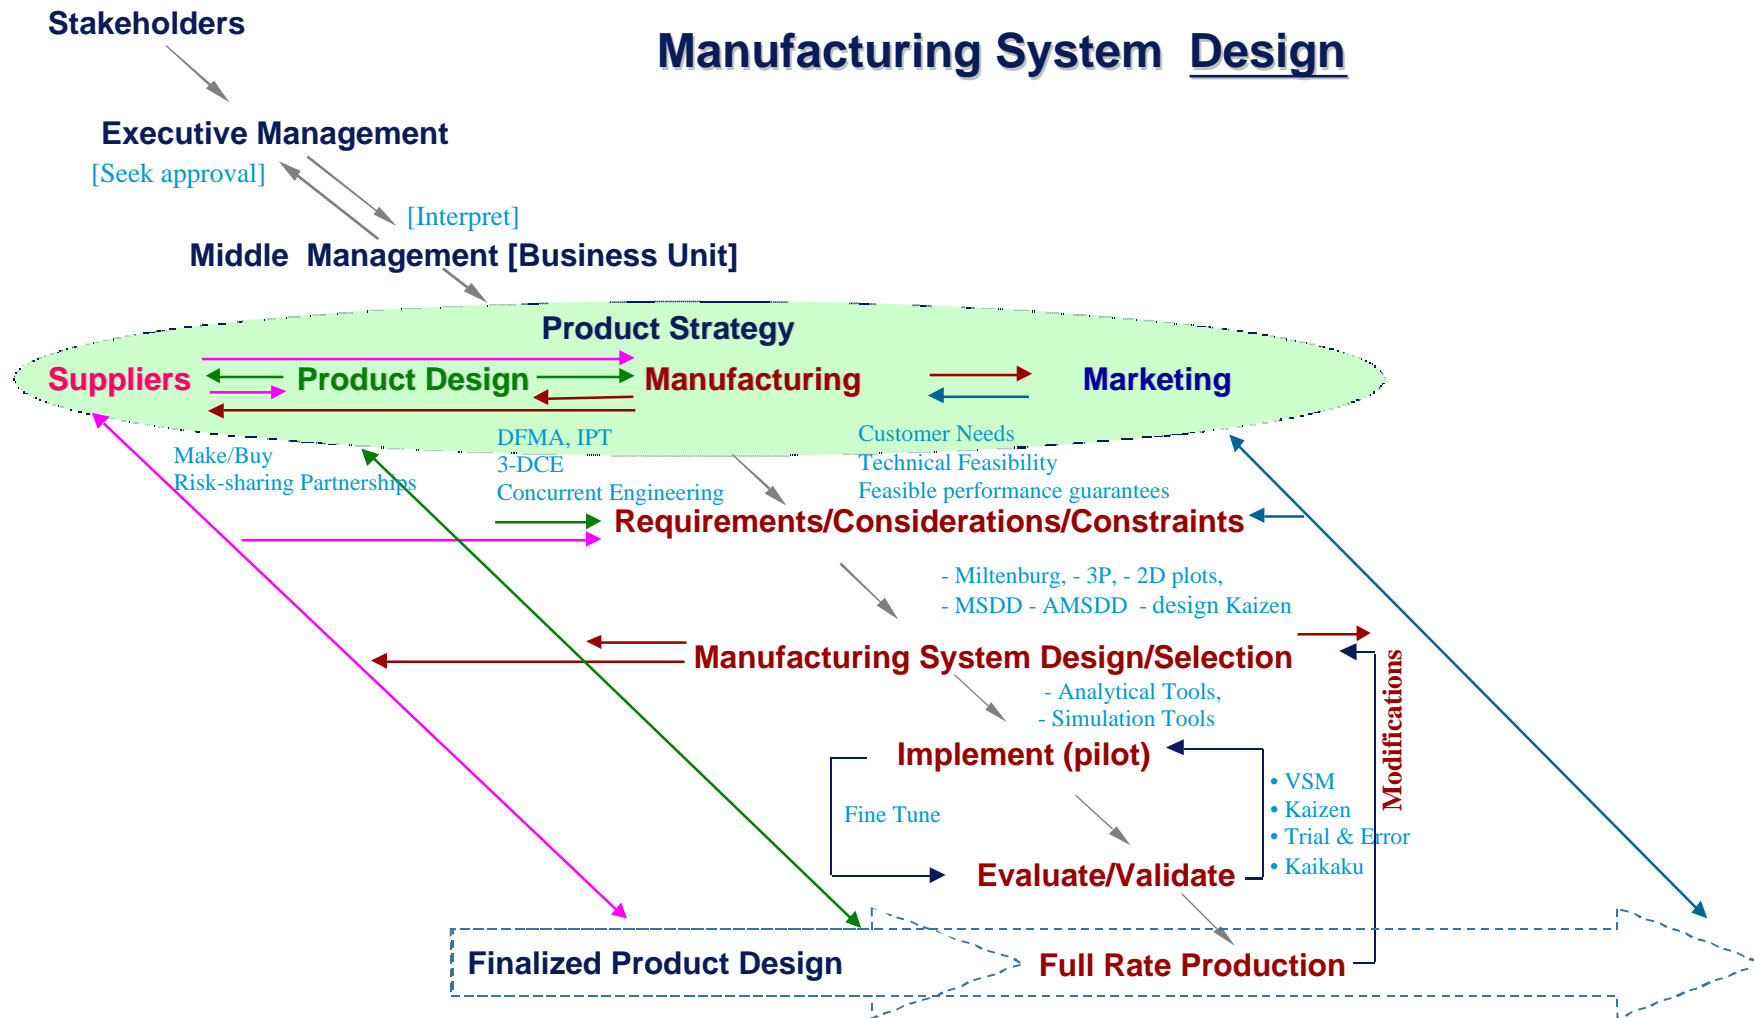 Stakeholders
Manufacturing System Design
Executive Management
[Seek approval]
[Interpret]
Middle Management [Business Unit]
Product Strategy
Suppliers
Product Design
Manufacturing
Marketing
Make/Buy
Risk-sharing Partnerships
DFMA, IPT
3-DCE
Concurrent Engineering
Customer Needs
Technical Feasibility
Feasible performance guarantees
Requirements/Considerations/Constraints
- Miltenburg, - 3P, - 2D plots,
- MSDD - AMSDD - design Kaizen
Manufacturing System Design/Selection
- Analytical Tools,
- Simulation Tools
Modifications
Implement (pilot)
Fine Tune
• VSM
• Kaizen
• Trial & Error
• Kaikaku
Evaluate/Validate
Finalized Product Design
Full Rate Production